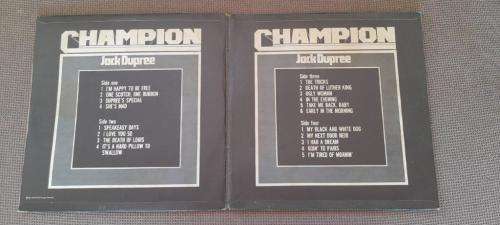 CHAMPION
Jack Dupree
Side one
1 I'M HAPPY TO BE FREE
2 ONE SCOTCH, ONE BURBON
3 DUPREE'S SPECIAL
4 SHE'S MAD
Side two
1 SPEAKEASY DAYS
2 I LOVE YOU SO
3 THE DEATH OF LOUIS
4 IT'S A HARD PILLOW TO
SWALLOW
CHAMPION
Jack Dupree
Side three
1 THE TRICKS
2 DEATH OF LUTHER KING
3 UGLY WOMAN
4 IN THE EVENING
5 TAKE ME BACK, BABY
6 EARLY IN THE MORNING
Side four
1 MY BLACK AND WHITE DOG
2 MY NEXT DOOR NEIB
3 I HAD A DREAM
4 GOIN' TO PARIS
5 I'M TIRED OF MOANIN'